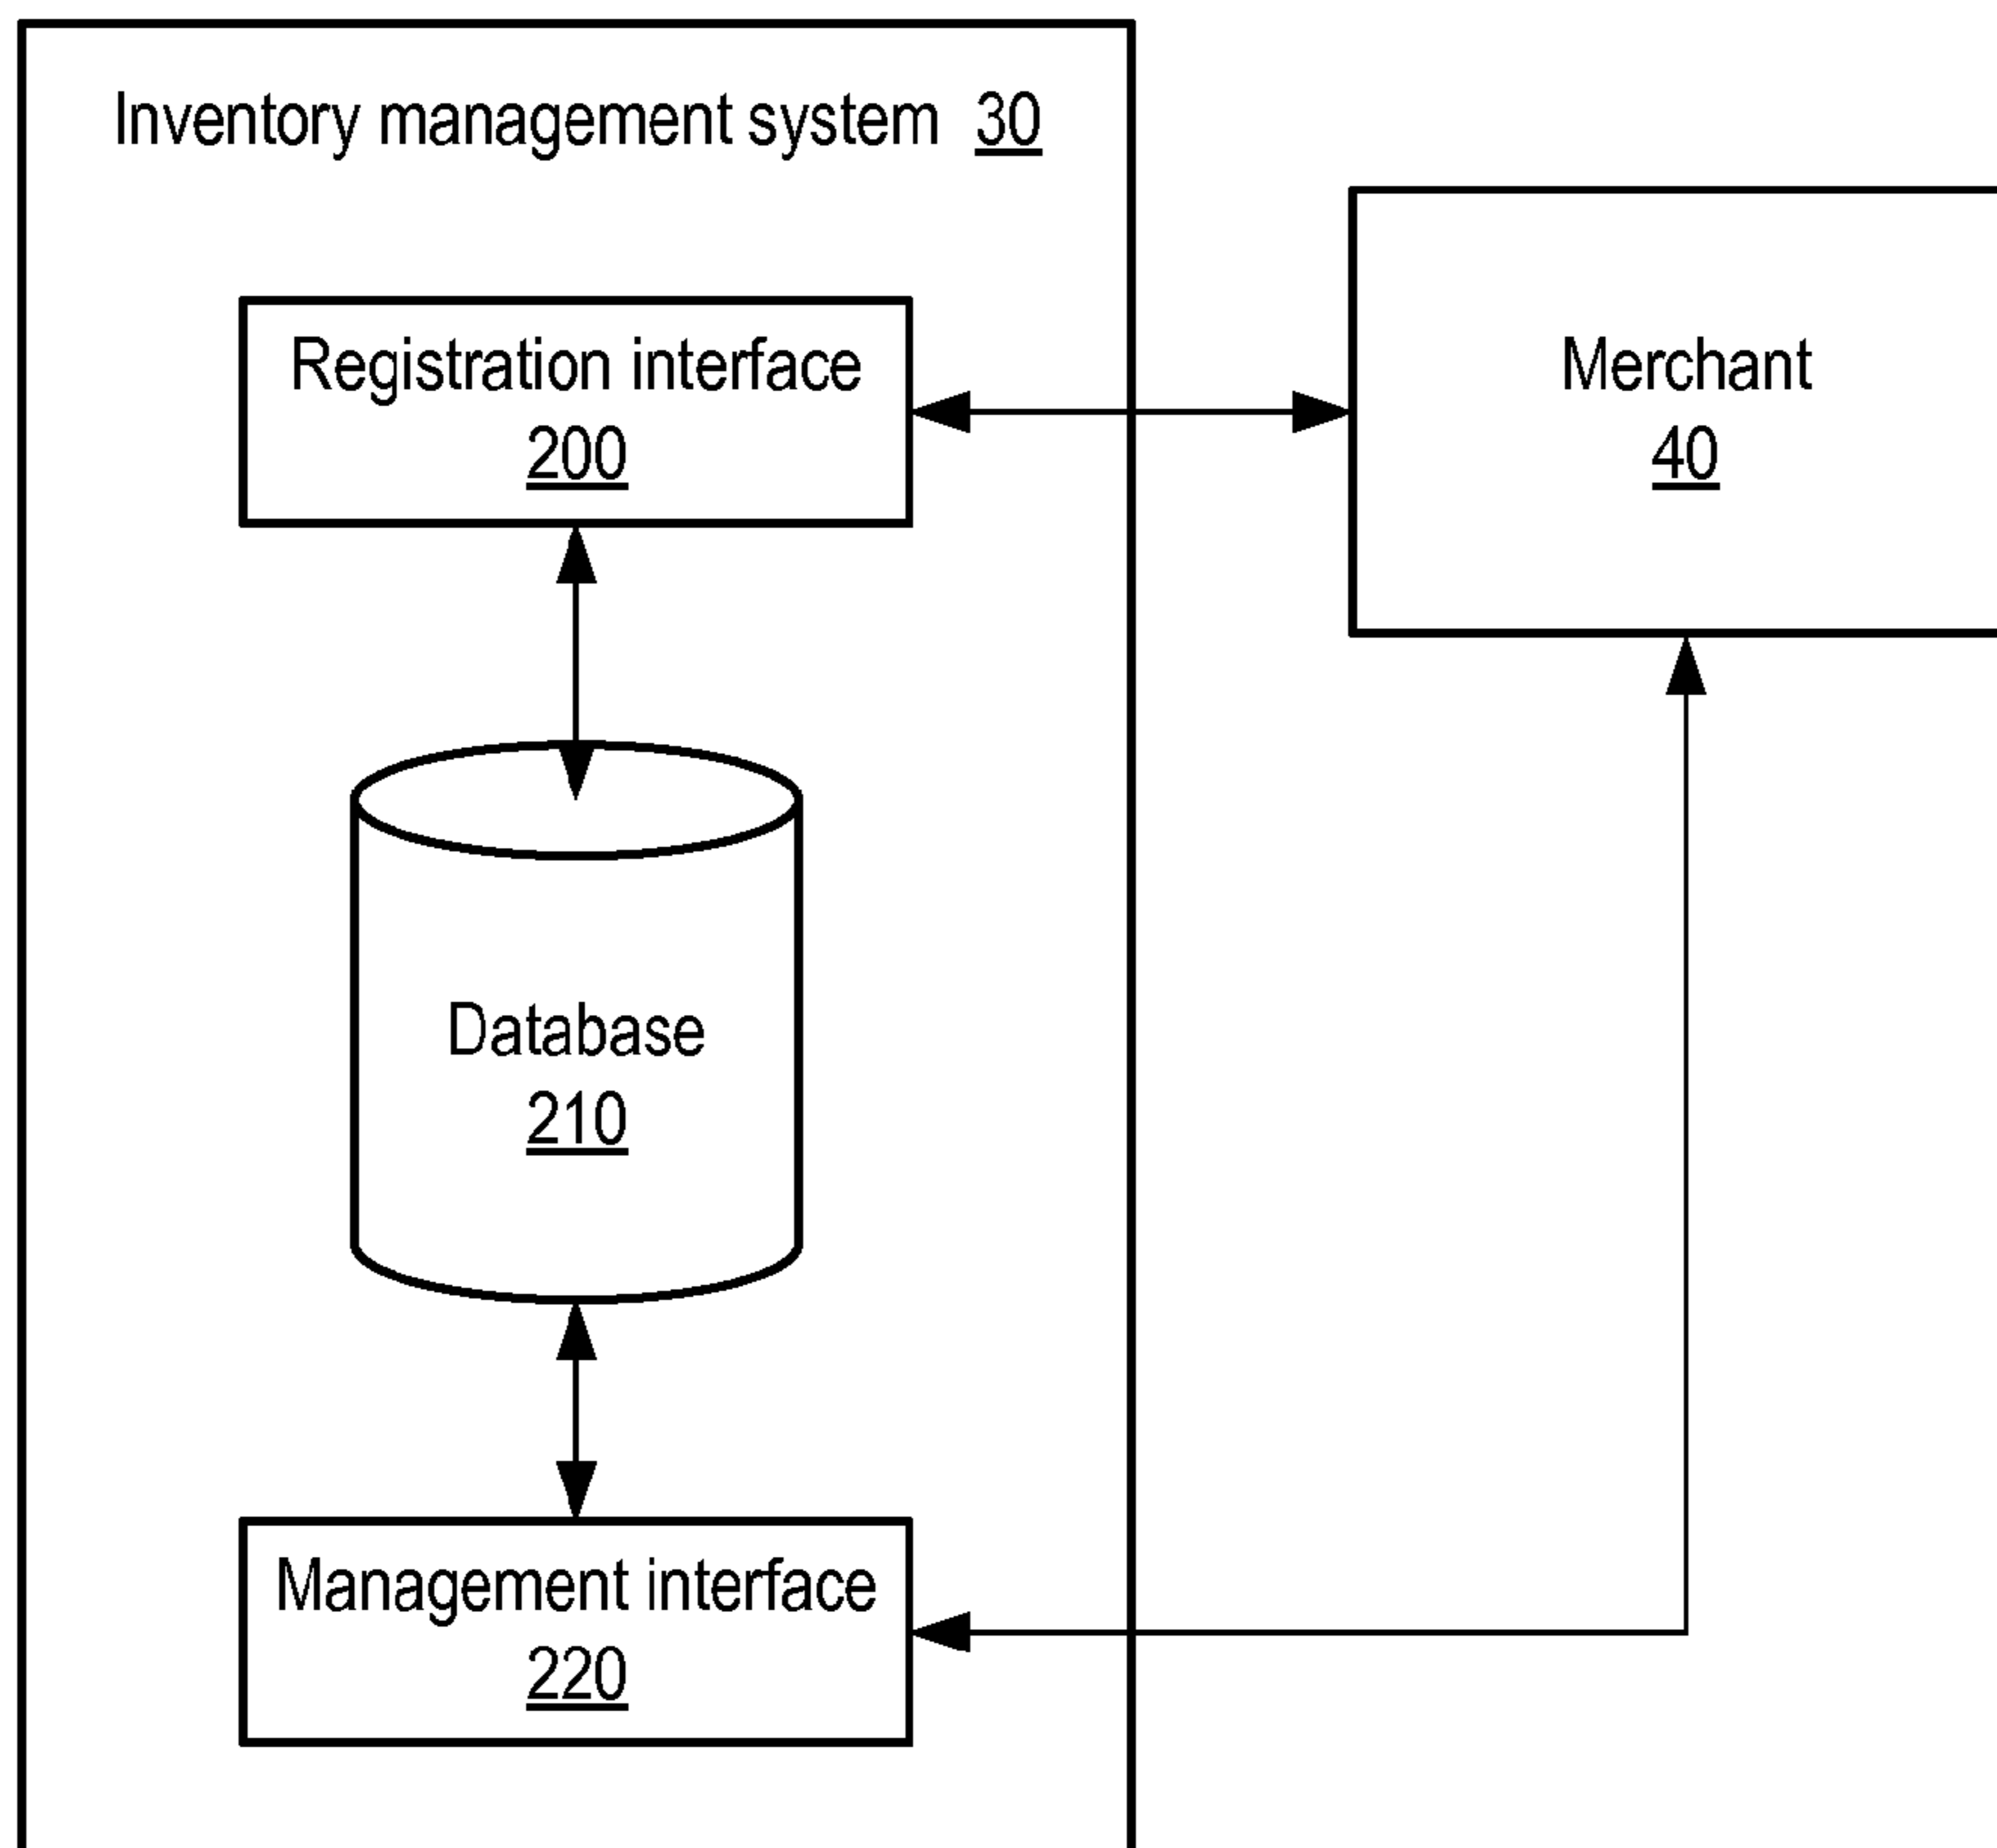 Inventory management system 30
Registration interface
200
Merchant
40
Database
210
Management interface
220